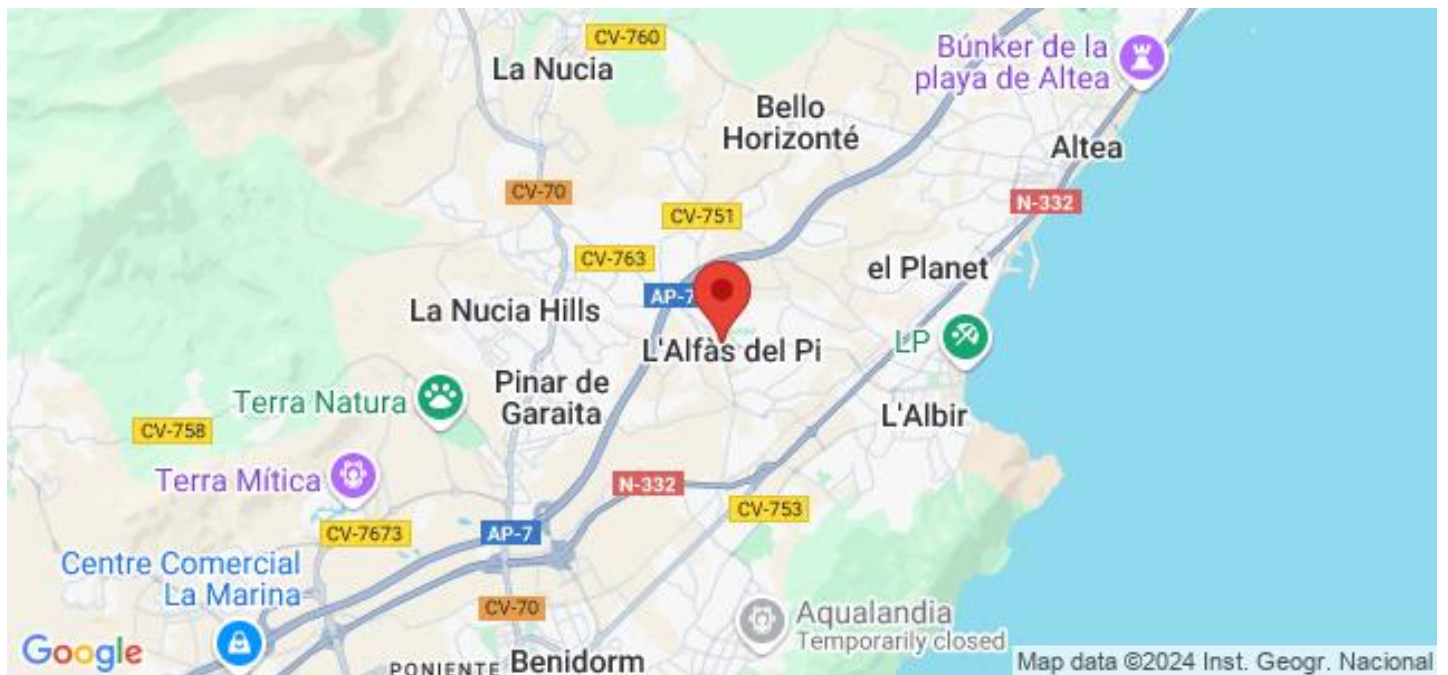 CV-760
La Nucia
Búnker de la
playa de Altea
Bello
Horizonté
Altea
CV-70
N-332
CV-751
CV-763
el Planet
AP-7
La Nucia Hills
LP
L'Alfàs del Pi
Pinar de
Garaita
Terra Natura
L'Albir
CV-758
Terra Mítica
N-332
CV-753
CV-7673
AP-7
Centre Comercial
La Marina
CV-70
Aqualandia
Temporarily closed
Google
PONIENTE
Benidorm
Map data ©2024 Inst. Geogr. Nacional